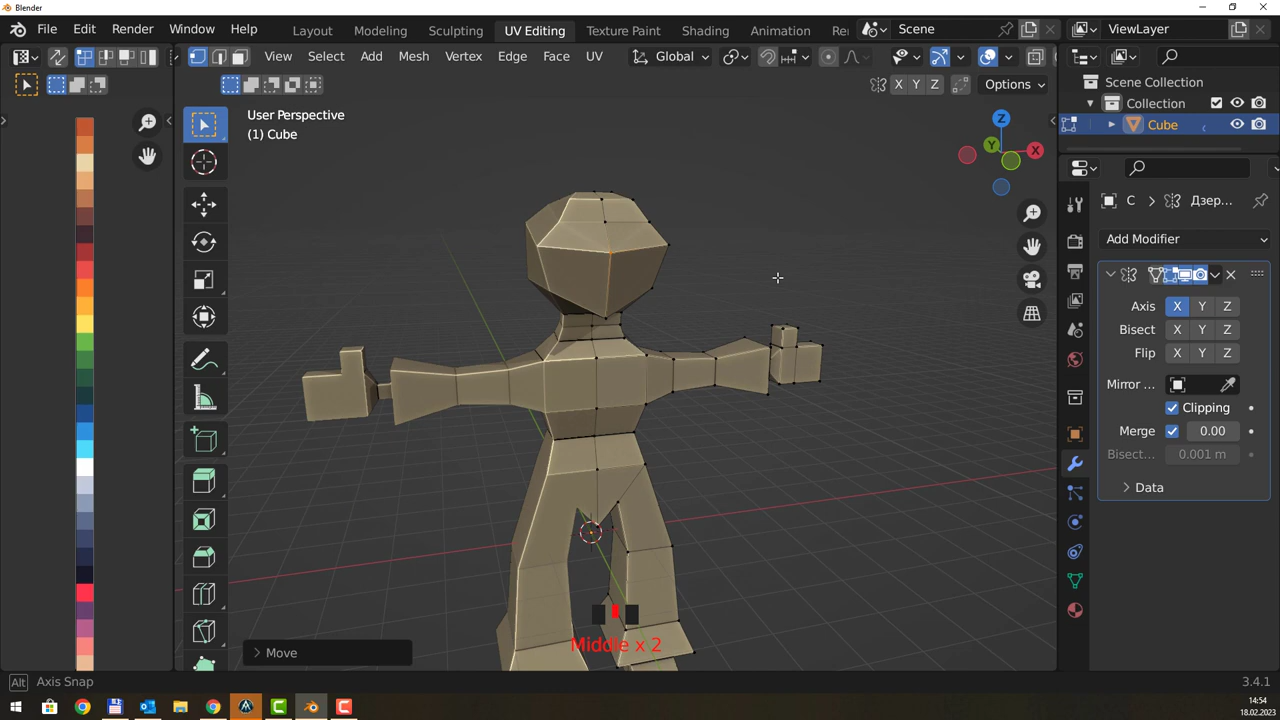 Blender
File Edit Render Window Help
Layout Modeling Sculpting UV Editing Texture Paint Shading Animation Re
Scene
ViewLayer
View Select Add Mesh Vertex Edge Face UV
Global
X Y Z Options
User Perspective
(1) Cube
Z
Y
X
Scene Collection
Collection
Cube
C > Дзер...
Add Modifier
Axis X Y Z
Bisect X Y Z
Flip X Y Z
Mirror ...
Clipping
Merge 0.00
Bisect... 0.001 m
Data
Middle x 2
Move
Alt Axis Snap
3.4.1
14:54
18.02.2023